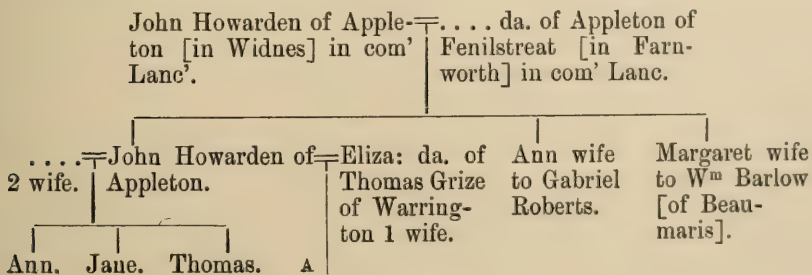 John Howarden of Apple-
ton [in Widnes] in com'
Lanc'.
. . . . da. of Appleton of
Fenilstreat [in Farn-
worth] in com' Lanc.
. . . .
2 wife.
John Howarden of
Appleton.
Eliza: da. of
Thomas Grize
of Warring-
ton 1 wife.
Ann wife
to Gabriel
Roberts.
Margaret wife
to Wᵐ Barlow
[of Beau-
maris].
Ann. Jane. Thomas. A